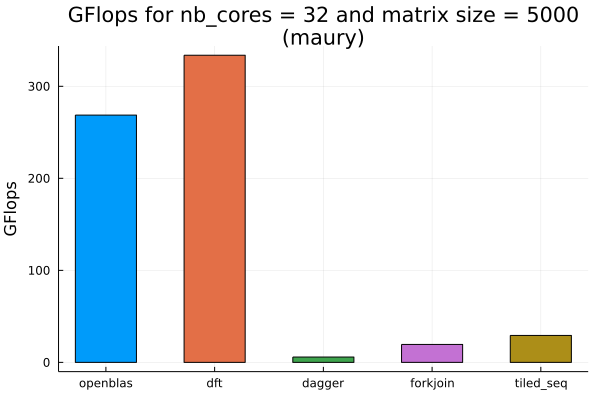 GFlops for nb_cores = 32 and matrix size = 5000
(maury)
GFlops
300
200
100
0
openblas dft dagger forkjoin tiled_seq